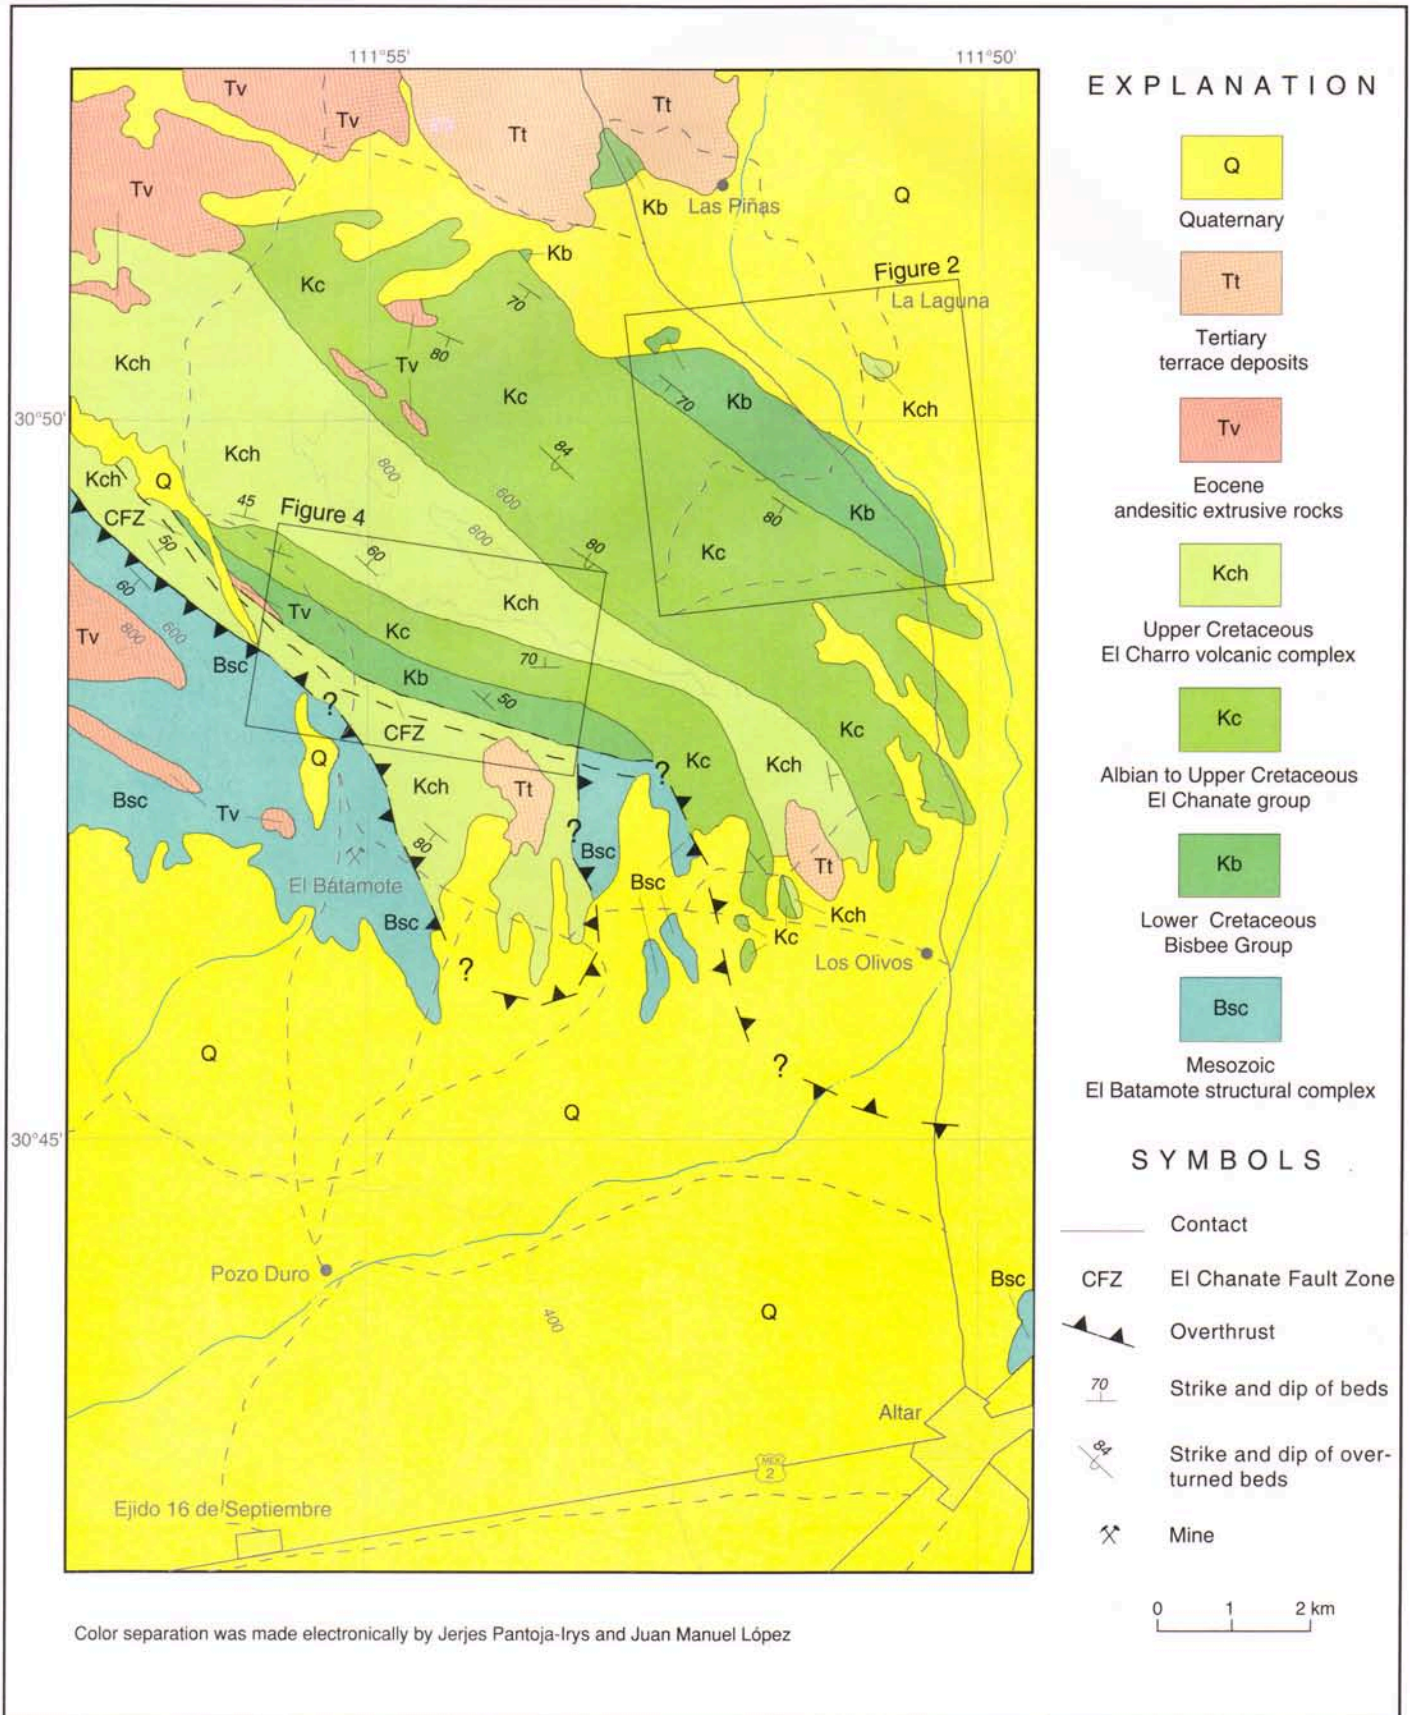 111°55'
111°50'
Tv
Tv
Tt
Tt
Tv
Kb
Las Piñas
Q
Kb
Kc
70
Figure 2
La Laguna
Kch
Tv
80
Kc
70
Kb
Kch
30°50'
Kch
84
800
600
Kch
Q
45
Figure 4
CFZ
50
60
800
80
80
Kb
Kc
60
Kch
Tv
Tv
800
600
Kc
Bsc
70
Kb
50
?
CFZ
Kc
Q
Kc
Kch
?
Kch
Tt
Bsc
Tv
?
80
Bsc
Tt
El Batamote
Bsc
Kch
Bsc
Kc
Los Olivos
?
Q
?
Q
30°45'
Pozo Duro
Bsc
400
Q
Altar
MEX
2
Ejido 16 de Septiembre
EXPLANATION
Q
Quaternary
Tt
Tertiary
terrace deposits
Tv
Eocene
andesitic extrusive rocks
Kch
Upper Cretaceous
El Charro volcanic complex
Kc
Albian to Upper Cretaceous
El Chanate group
Kb
Lower Cretaceous
Bisbee Group
Bsc
Mesozoic
El Batamote structural complex
SYMBOLS
Contact
CFZ El Chanate Fault Zone
Overthrust
70 Strike and dip of beds
84 Strike and dip of over-
turned beds
Mine
0 1 2 km
Color separation was made electronically by Jerjes Pantoja-Irys and Juan Manuel López